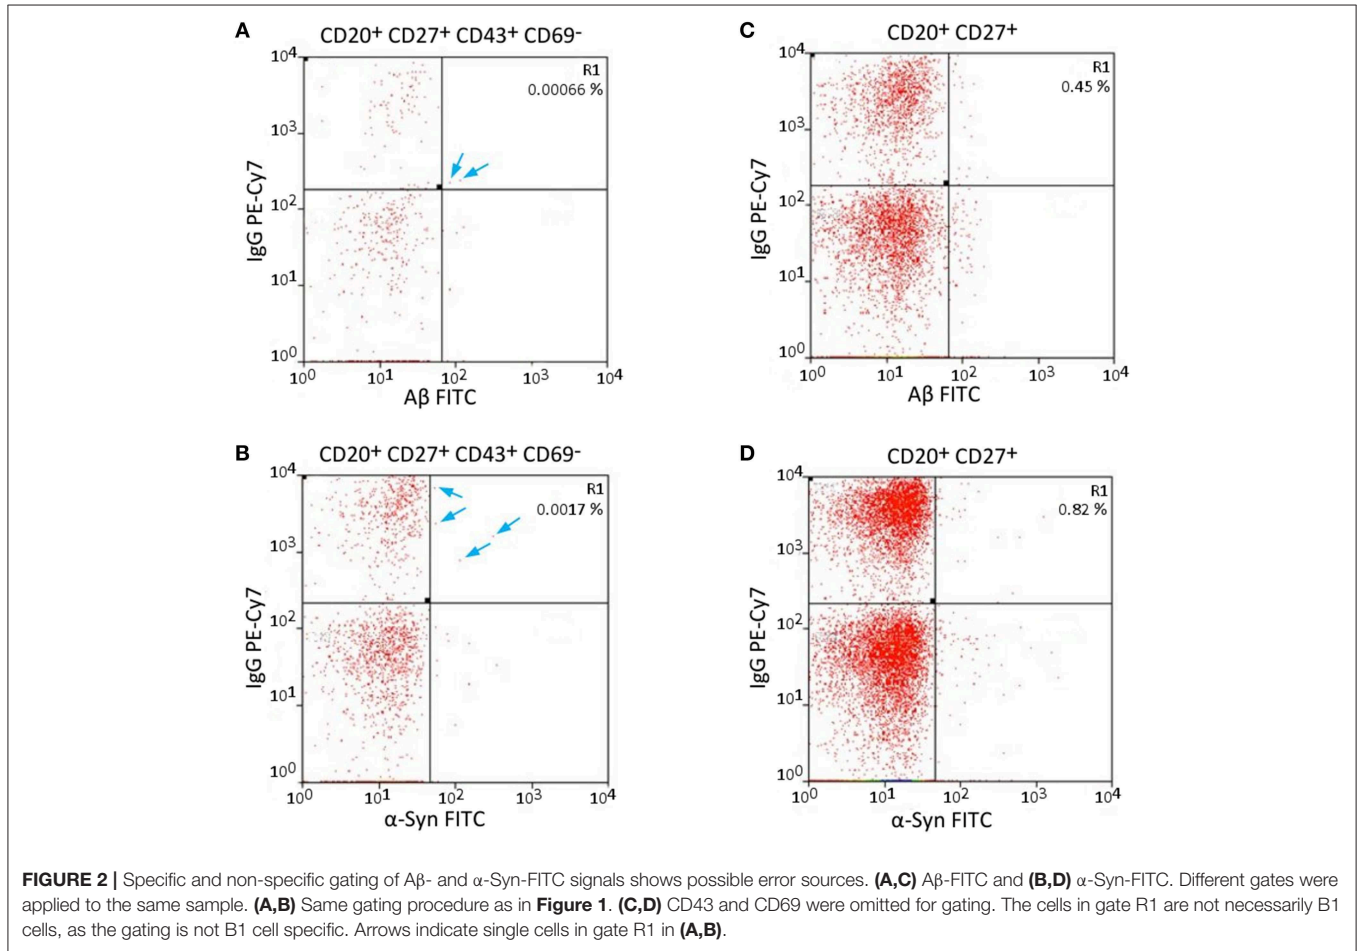 A
CD20+ CD27+ CD43+ CD69-
R1
0.00066 %
10⁴
10³
10²
10¹
10⁰
IgG PE-Cy7
10⁰ 10¹ 10² 10³ 10⁴
Aβ FITC
C
CD20+ CD27+
R1
0.45 %
10⁴
10³
10²
10¹
10⁰
IgG PE-Cy7
10⁰ 10¹ 10² 10³ 10⁴
Aβ FITC
B
CD20+ CD27+ CD43+ CD69-
R1
0.0017 %
10⁴
10³
10²
10¹
10⁰
IgG PE-Cy7
10⁰ 10¹ 10² 10³ 10⁴
α-Syn FITC
D
CD20+ CD27+
R1
0.82 %
10⁴
10³
10²
10¹
10⁰
IgG PE-Cy7
10⁰ 10¹ 10² 10³ 10⁴
α-Syn FITC
FIGURE 2 | Specific and non-specific gating of Aβ- and α-Syn-FITC signals shows possible error sources. (A,C) Aβ-FITC and (B,D) α-Syn-FITC. Different gates were
applied to the same sample. (A,B) Same gating procedure as in Figure 1. (C,D) CD43 and CD69 were omitted for gating. The cells in gate R1 are not necessarily B1
cells, as the gating is not B1 cell specific. Arrows indicate single cells in gate R1 in (A,B).